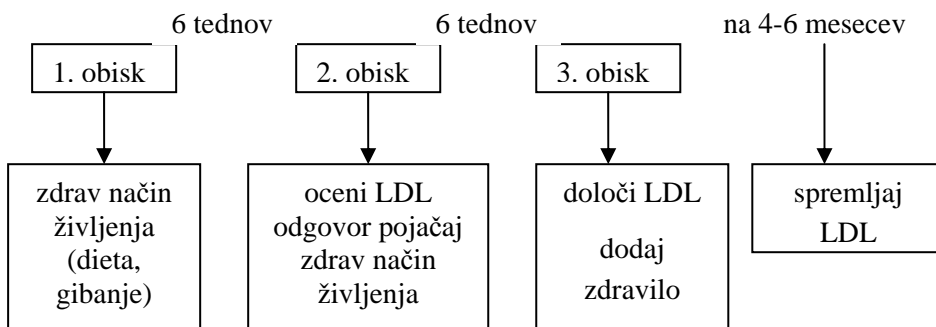 6 tednov
6 tednov
na 4-6 mesecev
1. obisk
2. obisk
3. obisk
zdrav način
življenja
(dieta,
gibanje)
oceni LDL
odgovor pojačaj
zdrav način
življenja
določi LDL
dodaj
zdravilo
spremljaj
LDL